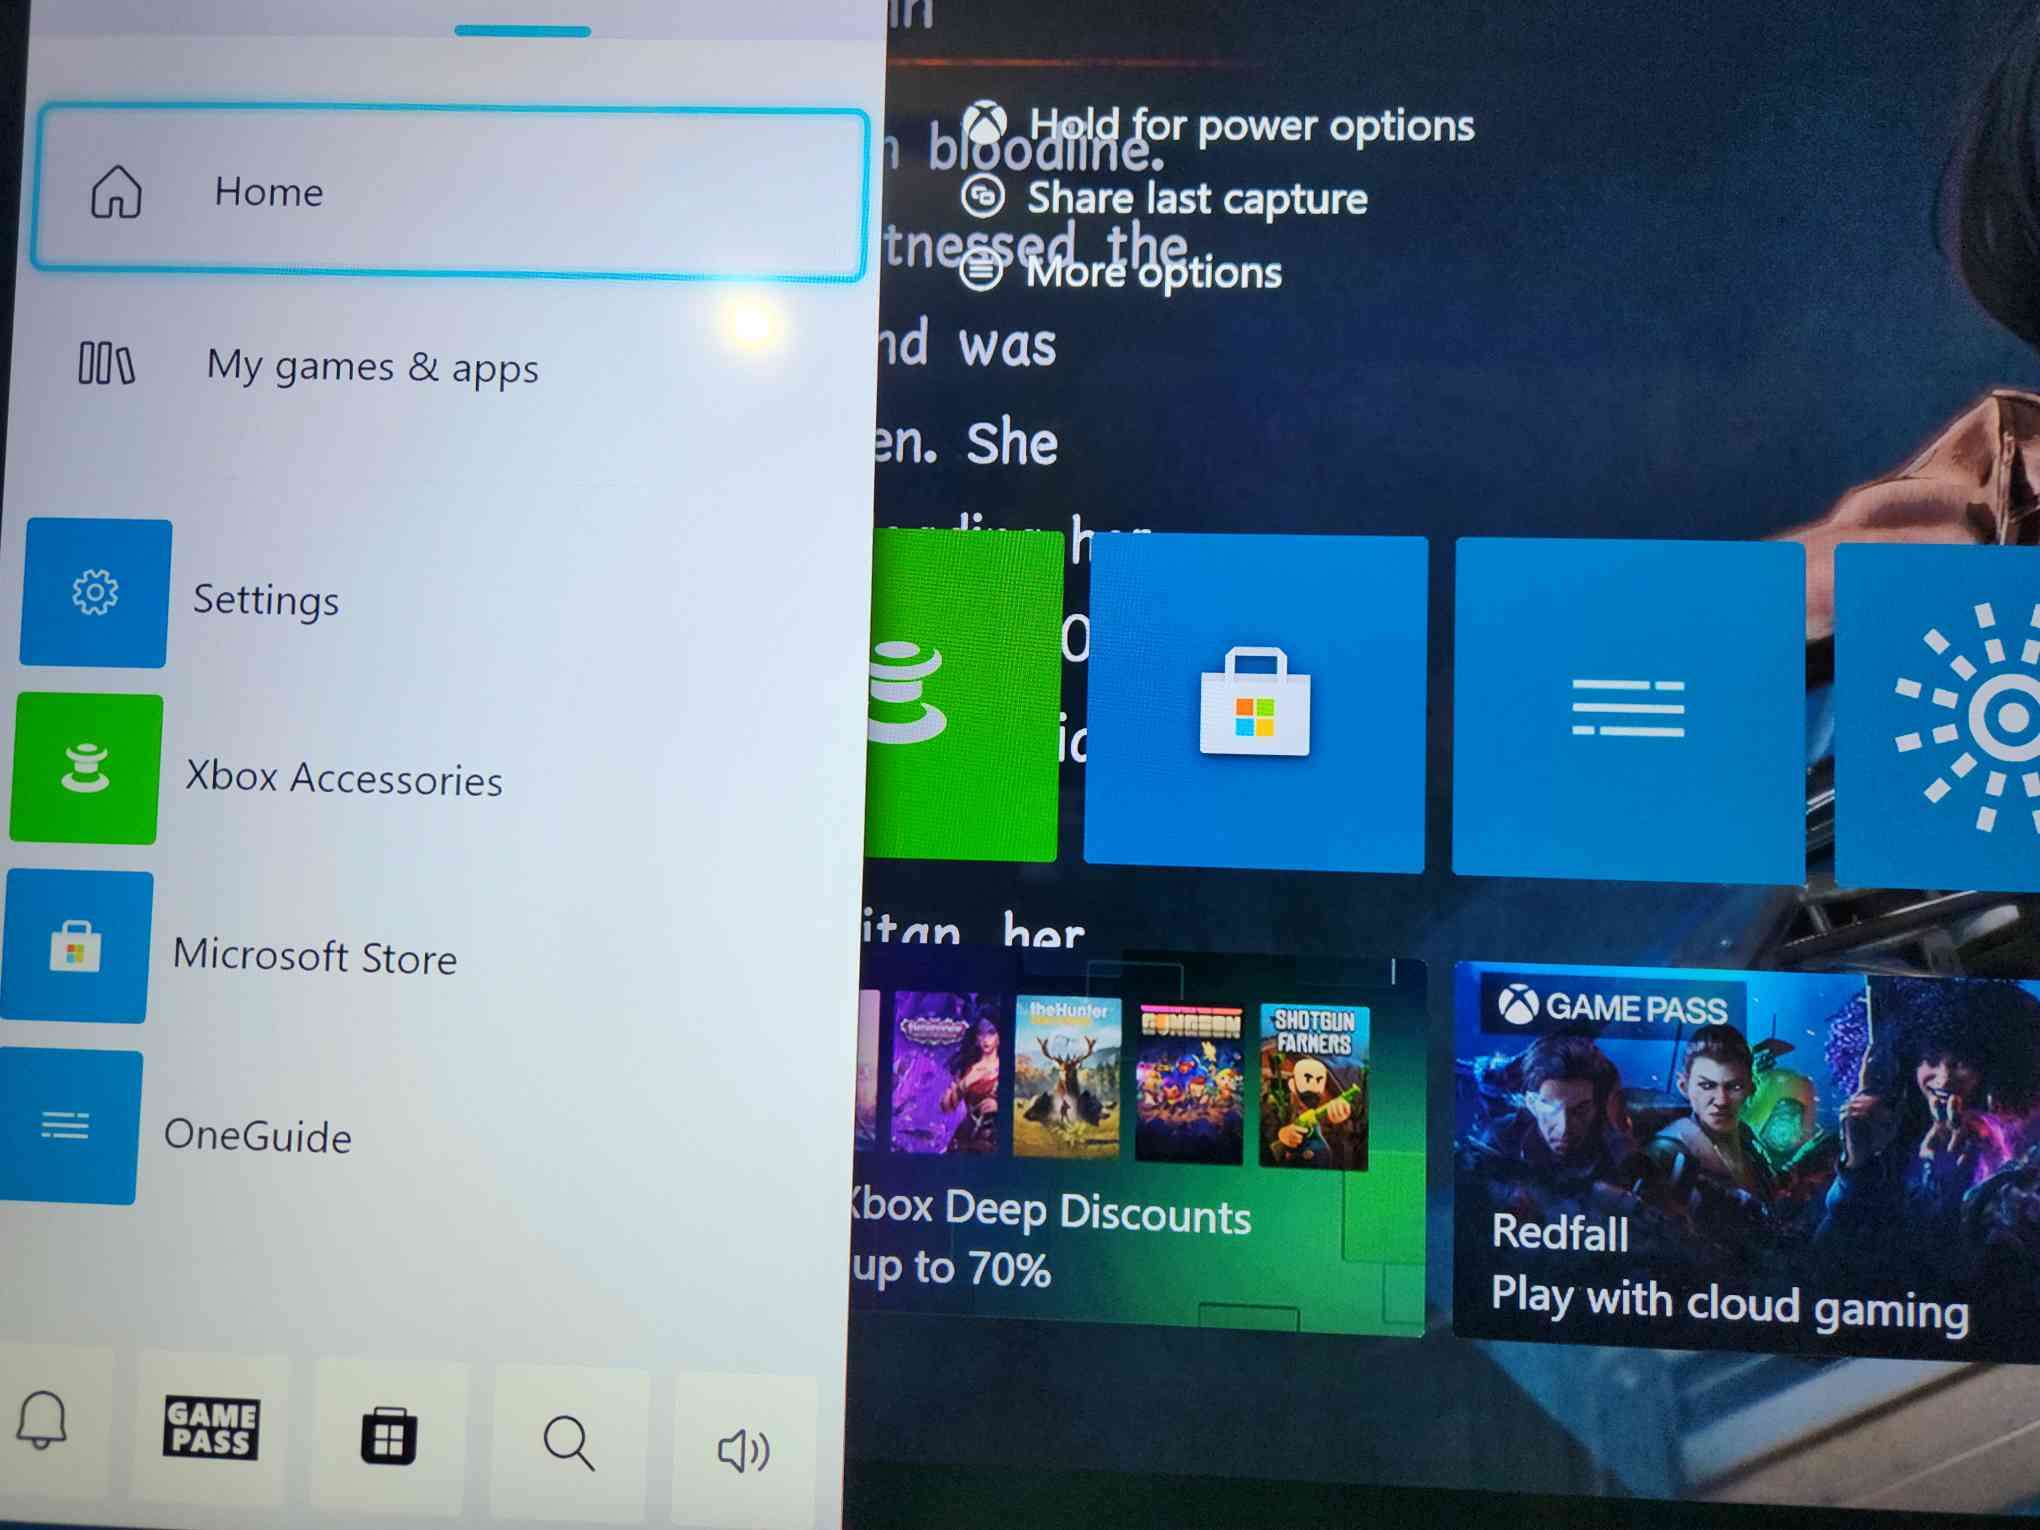 in
Home
My games & apps
Settings
Xbox Accessories
Microsoft Store
OneGuide
GAME
PASS
Hold for power options
bloodline.
Share last capture
tnessed the
More options
nd was
en. She
her
itan her
theHunter
GUNGEON
SHOTGUN
FARMERS
Xbox Deep Discounts
up to 70%
GAME PASS
Redfall
Play with cloud gaming